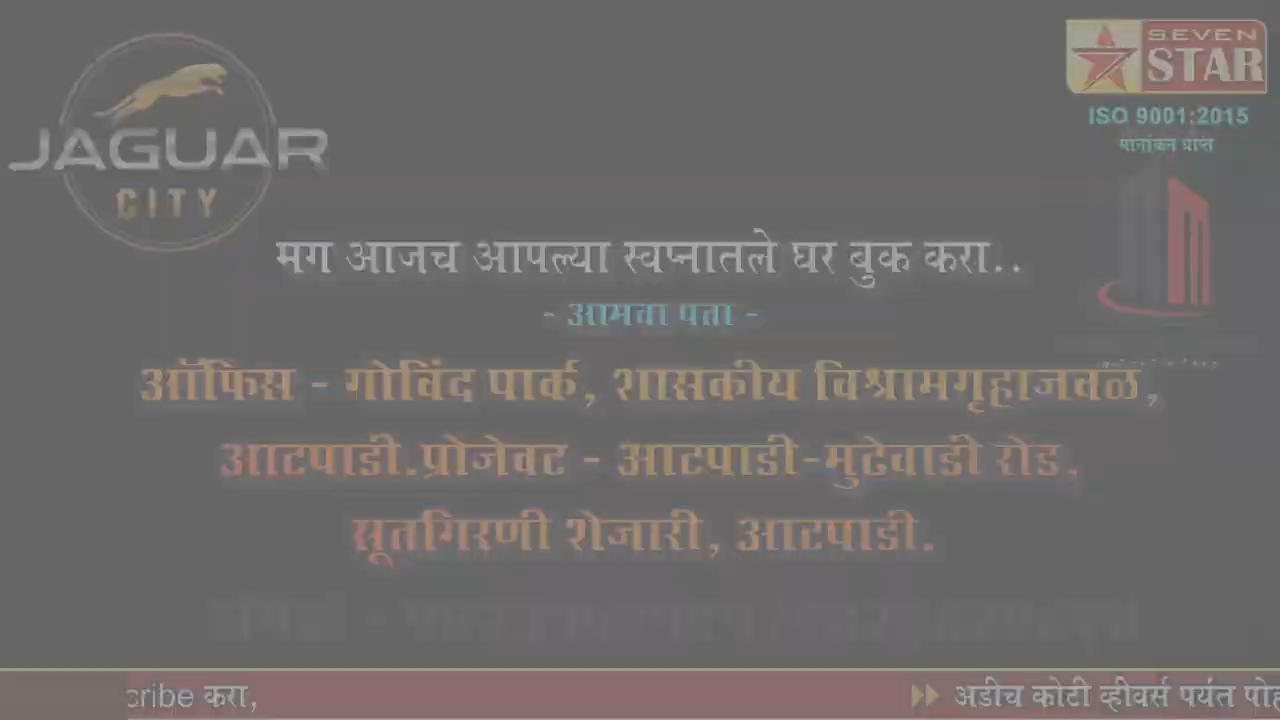 JAGUAR
CITY
SEVEN
STAR
ISO 9001:2015
मानांकन प्राप्त
मग आजच आपल्या स्वप्नातले घर बुक करा..
- आमचा पत्ता -
ऑफिस - गोविंद पार्क, शासकीय विश्रामगृहाजवळ,
आटपाडी.प्रोजेक्ट - आटपाडी-मुढेवाडी रोड,
सूतगिरणी शेजारी, आटपाडी.
cribe करा,
अडीच कोटी व्हीवर्स पर्यंत पोह